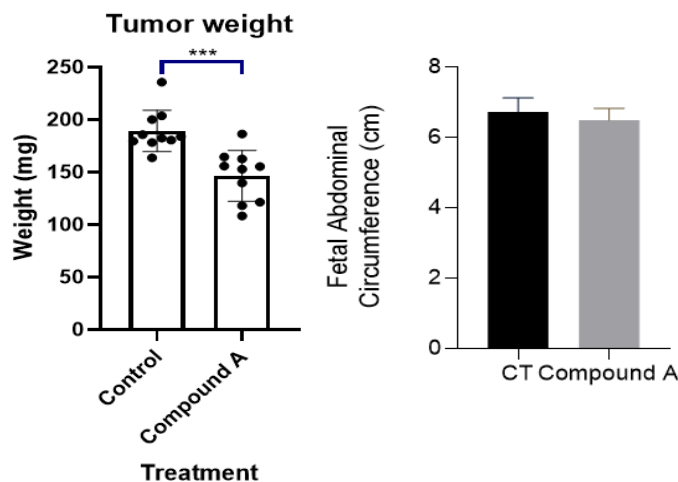 Tumor weight
***
250
200
150
100
50
0
Weight (mg)
Control
Compound A
Treatment
8
6
4
2
0
Fetal Abdominal
Circumference (cm)
CT Compound A